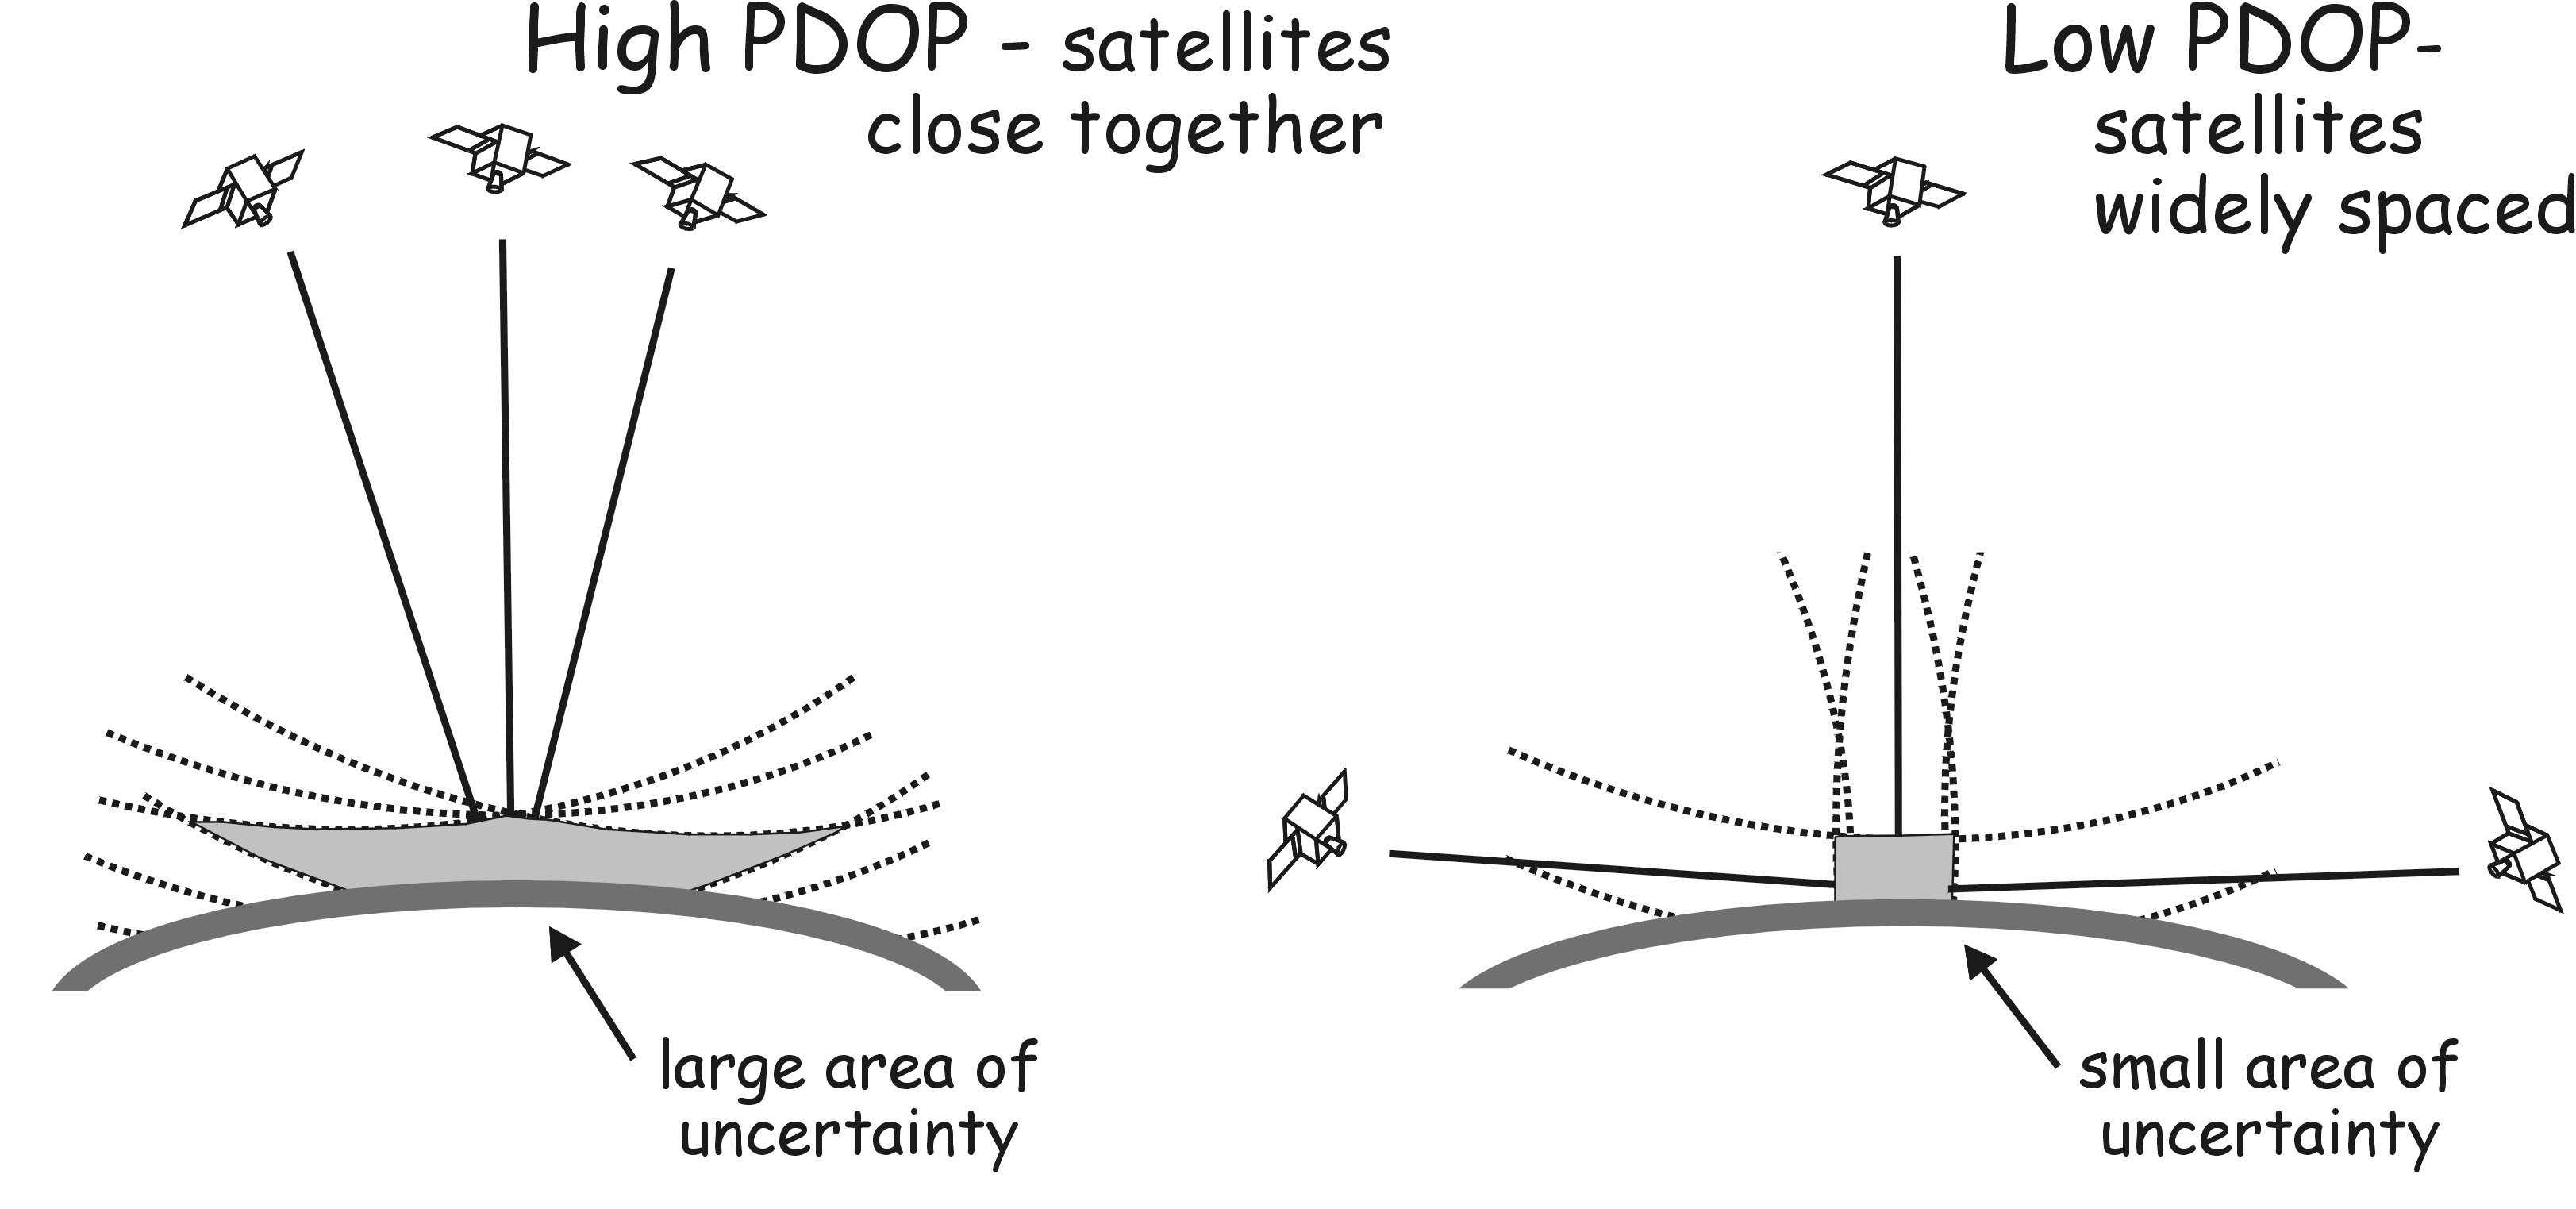 High PDOP - satellites
close together
Low PDOP-
satellites
widely spaced
large area of
uncertainty
small area of
uncertainty